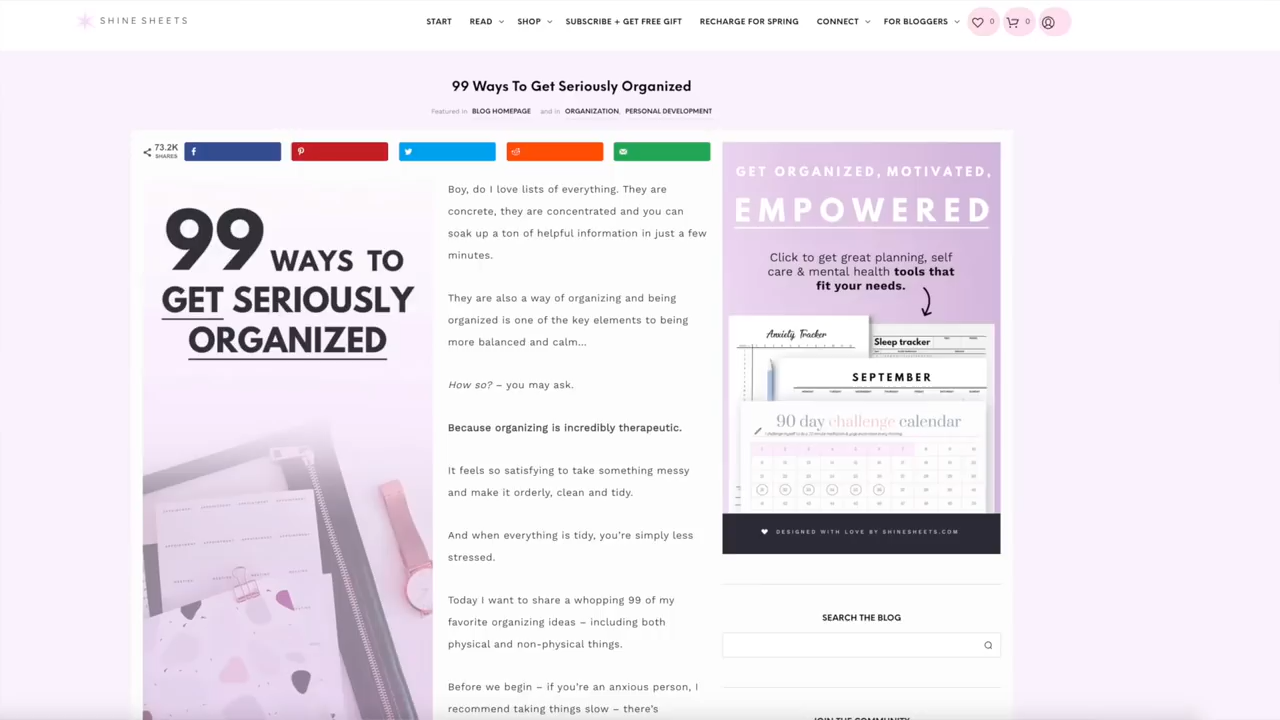 SHINE SHEETS
START READ SHOP SUBSCRIBE + GET FREE GIFT RECHARGE FOR SPRING CONNECT FOR BLOGGERS 0 0
99 Ways To Get Seriously Organized
Featured in BLOG HOMEPAGE and in ORGANIZATION, PERSONAL DEVELOPMENT
73.2K
SHARES
99 WAYS TO
GET SERIOUSLY
ORGANIZED
Boy, do I love lists of everything. They are
concrete, they are concentrated and you can
soak up a ton of helpful information in just a few
minutes.
They are also a way of organizing and being
organized is one of the key elements to being
more balanced and calm...
How so? – you may ask.
Because organizing is incredibly therapeutic.
It feels so satisfying to take something messy
and make it orderly, clean and tidy.
And when everything is tidy, you're simply less
stressed.
Today I want to share a whopping 99 of my
favorite organizing ideas – including both
physical and non-physical things.
Before we begin – if you're an anxious person, I
recommend taking things slow – there's
GET ORGANIZED, MOTIVATED,
EMPOWERED
Click to get great planning, self
care & mental health tools that
fit your needs.
Anxiety Tracker
Sleep tracker
SEPTEMBER
90 day challenge calendar
DESIGNED WITH LOVE BY SHINESHEETS.COM
SEARCH THE BLOG
JOIN THE COMMUNITY